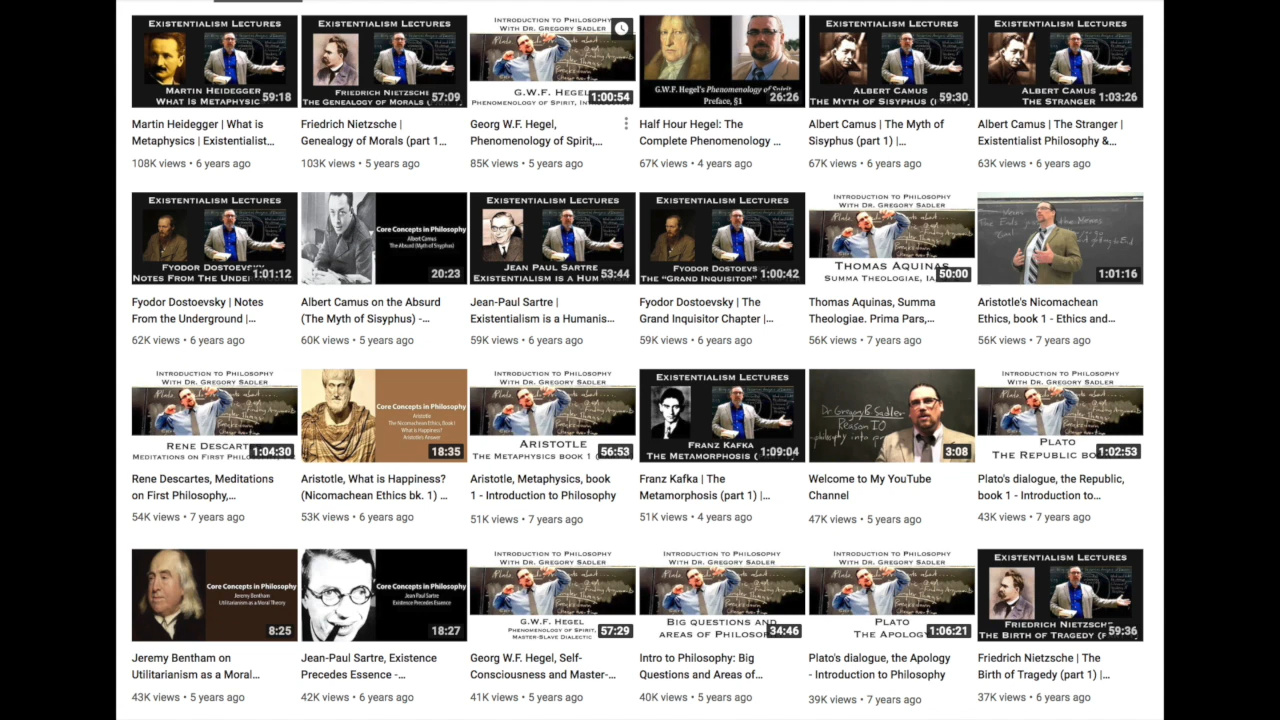 EXISTENTIALISM LECTURES
MARTIN HEIDEGGER
WHAT IS METAPHYSIC
59:18
Martin Heidegger | What is
Metaphysics | Existentialist...
108K views • 6 years ago
EXISTENTIALISM LECTURES
FRIEDRICH NIETZSCHE
THE GENEALOGY OF MORALS (
57:09
Friedrich Nietzsche |
Genealogy of Morals (part 1...
103K views • 5 years ago
INTRODUCTION TO PHILOSOPHY
WITH DR. GREGORY SADLER
G.W.F. HEGEL
PHENOMENOLOGY OF SPIRIT, IN
1:00:54
Georg W.F. Hegel,
Phenomenology of Spirit,...
85K views • 5 years ago
G.W.F. Hegel's Phenomenology of Spirit
Preface, §1
26:26
Half Hour Hegel: The
Complete Phenomenology ...
67K views • 4 years ago
EXISTENTIALISM LECTURES
ALBERT CAMUS
THE MYTH OF SISYPHUS (
59:30
Albert Camus | The Myth of
Sisyphus (part 1) |...
67K views • 6 years ago
EXISTENTIALISM LECTURES
ALBERT CAMUS
THE STRANGER
1:03:26
Albert Camus | The Stranger |
Existentialist Philosophy &...
63K views • 6 years ago
EXISTENTIALISM LECTURES
FYODOR DOSTOEVSKY
NOTES FROM THE UNDE
1:01:12
Fyodor Dostoevsky | Notes
From the Underground |...
62K views • 6 years ago
Core Concepts in Philosophy
Albert Camus
The Absurd (Myth of Sisyphus)
20:23
Albert Camus on the Absurd
(The Myth of Sisyphus) -...
60K views • 5 years ago
EXISTENTIALISM LECTURES
JEAN PAUL SARTRE
EXISTENTIALISM IS A HUM
53:44
Jean-Paul Sartre |
Existentialism is a Humanis...
59K views • 6 years ago
EXISTENTIALISM LECTURES
FYODOR DOSTOEVS
THE "GRAND INQUISITOR"
1:00:42
Fyodor Dostoevsky | The
Grand Inquisitor Chapter |...
59K views • 6 years ago
INTRODUCTION TO PHILOSOPHY
WITH DR. GREGORY SADLER
THOMAS AQUINAS
SUMMA THEOLOGIAE, IA
50:00
Thomas Aquinas, Summa
Theologiae. Prima Pars,...
56K views • 7 years ago
1:01:16
Aristotle's Nicomachean
Ethics, book 1 - Ethics and...
56K views • 7 years ago
INTRODUCTION TO PHILOSOPHY
WITH DR. GREGORY SADLER
RENE DESCART
MEDITATIONS ON FIRST PHILO
1:04:30
Rene Descartes, Meditations
on First Philosophy,...
54K views • 7 years ago
Core Concepts in Philosophy
Aristotle
The Nicomachean Ethics, Book I
What is Happiness?
Aristotle's Answer
18:35
Aristotle, What is Happiness?
(Nicomachean Ethics bk. 1) ...
53K views • 6 years ago
INTRODUCTION TO PHILOSOPHY
WITH DR. GREGORY SADLER
ARISTOTLE
THE METAPHYSICS BOOK 1 (
56:53
Aristotle, Metaphysics, book
1 - Introduction to Philosophy
51K views • 7 years ago
EXISTENTIALISM LECTURES
FRANZ KAFKA
THE METAMORPHOSIS (
1:09:04
Franz Kafka | The
Metamorphosis (part 1) |...
51K views • 4 years ago
Dr Gregory B Sadler
Reason IO
philosophy into pr
3:08
Welcome to My YouTube
Channel
47K views • 5 years ago
INTRODUCTION TO PHILOSOPHY
WITH DR. GREGORY SADLER
PLATO
THE REPUBLIC BO
1:02:53
Plato's dialogue, the Republic,
book 1 - Introduction to...
43K views • 7 years ago
Core Concepts in Philosophy
Jeremy Bentham
Utilitarianism as a Moral Theory
8:25
Jeremy Bentham on
Utilitarianism as a Moral...
43K views • 5 years ago
Core Concepts in Philosophy
Jean Paul Sartre
Existence Precedes Essence
18:27
Jean-Paul Sartre, Existence
Precedes Essence -...
42K views • 6 years ago
INTRODUCTION TO PHILOSOPHY
WITH DR. GREGORY SADLER
G.W.F. HEGEL
PHENOMENOLOGY OF SPIRIT,
MASTER-SLAVE DIALECTIC
57:29
Georg W.F. Hegel, Self-
Consciousness and Master-...
41K views • 5 years ago
INTRODUCTION TO PHILOSOPHY
WITH DR. GREGORY SADLER
BIG QUESTIONS AND
AREAS OF PHILOSOP
34:46
Intro to Philosophy: Big
Questions and Areas of...
40K views • 5 years ago
INTRODUCTION TO PHILOSOPHY
WITH DR. GREGORY SADLER
PLATO
THE APOLOGY
1:06:21
Plato's dialogue, the Apology
- Introduction to Philosophy
39K views • 7 years ago
EXISTENTIALISM LECTURES
FRIEDRICH NIETZSCHE
THE BIRTH OF TRAGEDY (P
59:36
Friedrich Nietzsche | The
Birth of Tragedy (part 1) |...
37K views • 6 years ago